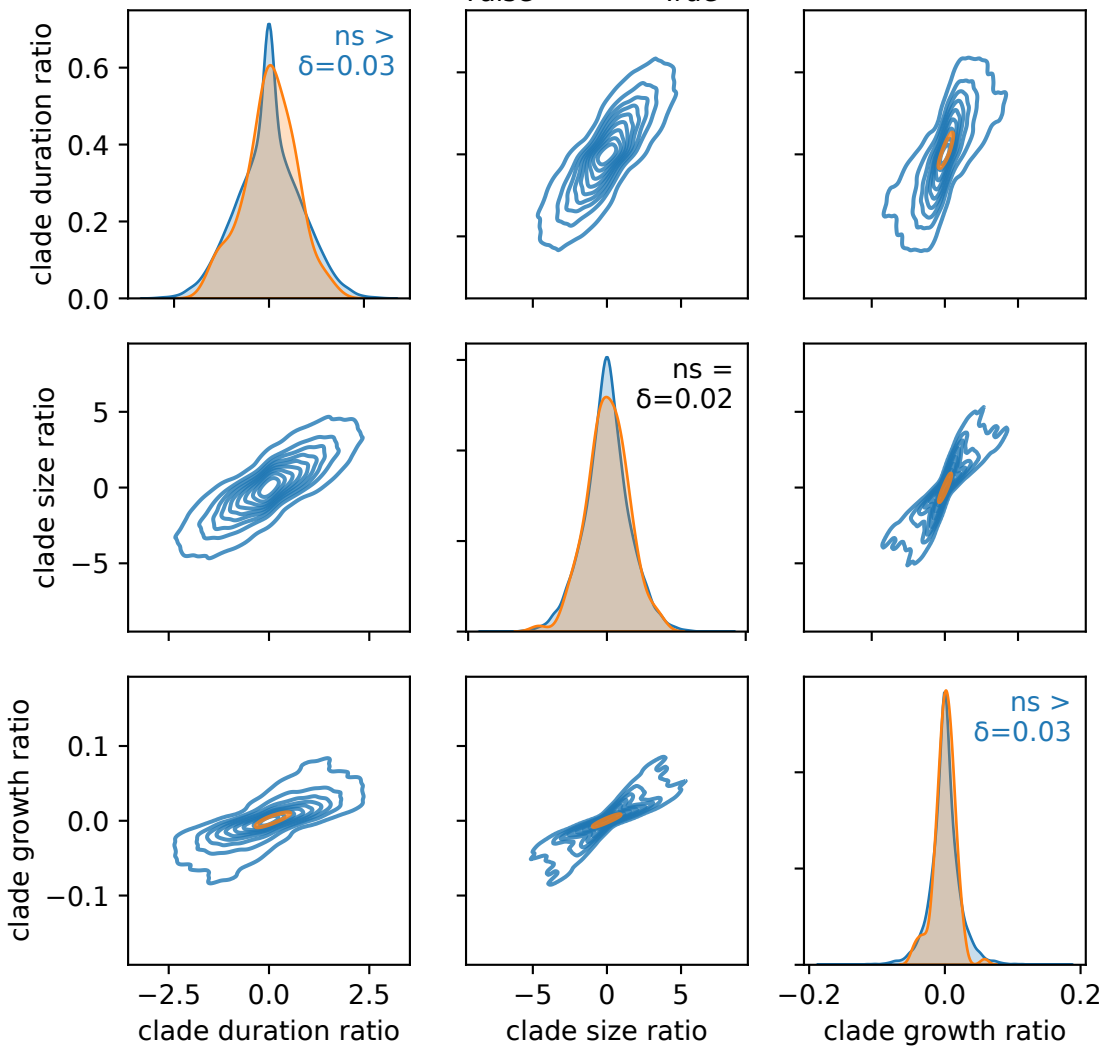 clade duration ratio
0.6
0.4
0.2
0.0
ns >
δ=0.03
clade size ratio
5
0
−5
−5
0
5
ns =
δ=0.02
clade growth ratio
0.1
0.0
−0.1
ns >
δ=0.03
−2.5
0.0
2.5
−5
0
5
−0.2
0.0
0.2
clade duration ratio
clade size ratio
clade growth ratio